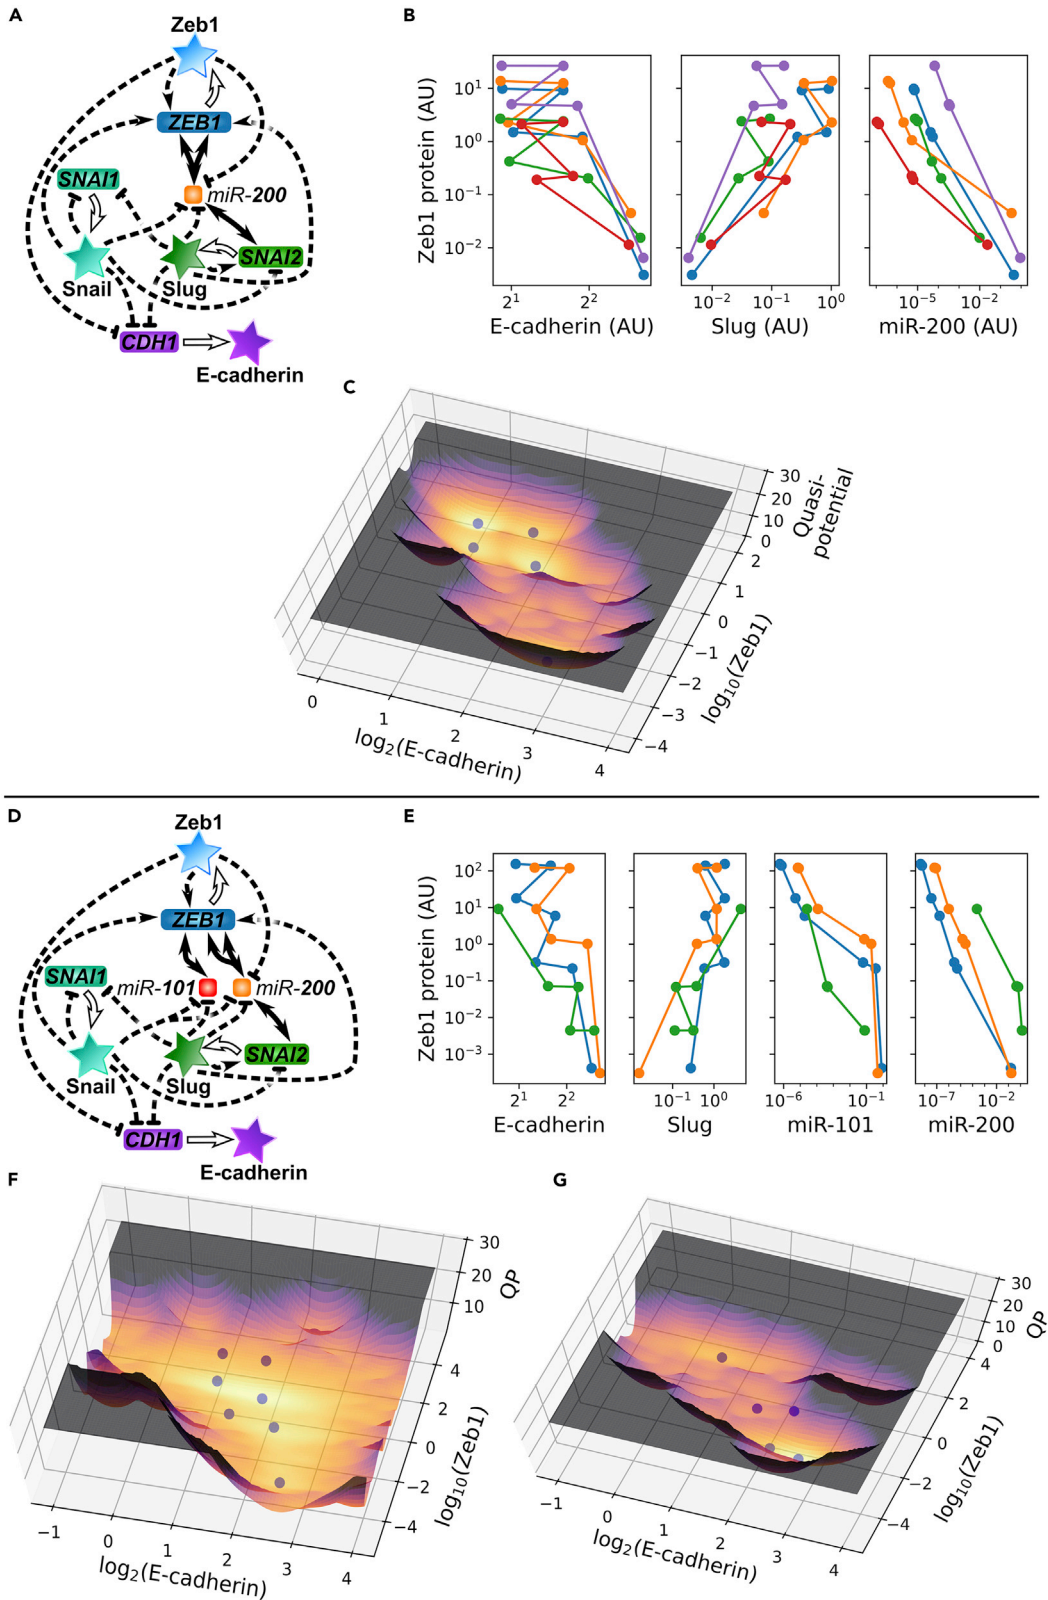 A
Zeb1
ZEB1
SNAI1
miR-200
SNAI2
Snail
Slug
CDH1
E-cadherin
B
Zeb1 protein (AU)
10¹
10⁰
10⁻¹
10⁻²
2¹ 2²
E-cadherin (AU)
10⁻² 10⁻¹ 10⁰
Slug (AU)
10⁻⁵ 10⁻²
miR-200 (AU)
C
30
20
10
0
Quasi-
potential
2
1
0
−1
−2
−3
−4
log₁₀(Zeb1)
0 1 2 3 4
log₂(E-cadherin)
D
Zeb1
ZEB1
SNAI1
miR-101
miR-200
SNAI2
Snail
Slug
CDH1
E-cadherin
E
Zeb1 protein (AU)
10²
10¹
10⁰
10⁻¹
10⁻²
10⁻³
2¹ 2²
E-cadherin
10⁻¹ 10⁰
Slug
10⁻⁶ 10⁻¹
miR-101
10⁻⁷ 10⁻²
miR-200
F
30
20
10
QP
4
2
0
−2
−4
log₁₀(Zeb1)
−1 0 1 2 3 4
log₂(E-cadherin)
G
30
20
10
0
QP
4
2
0
−2
−4
log₁₀(Zeb1)
−1 0 1 2 3 4
log₂(E-cadherin)